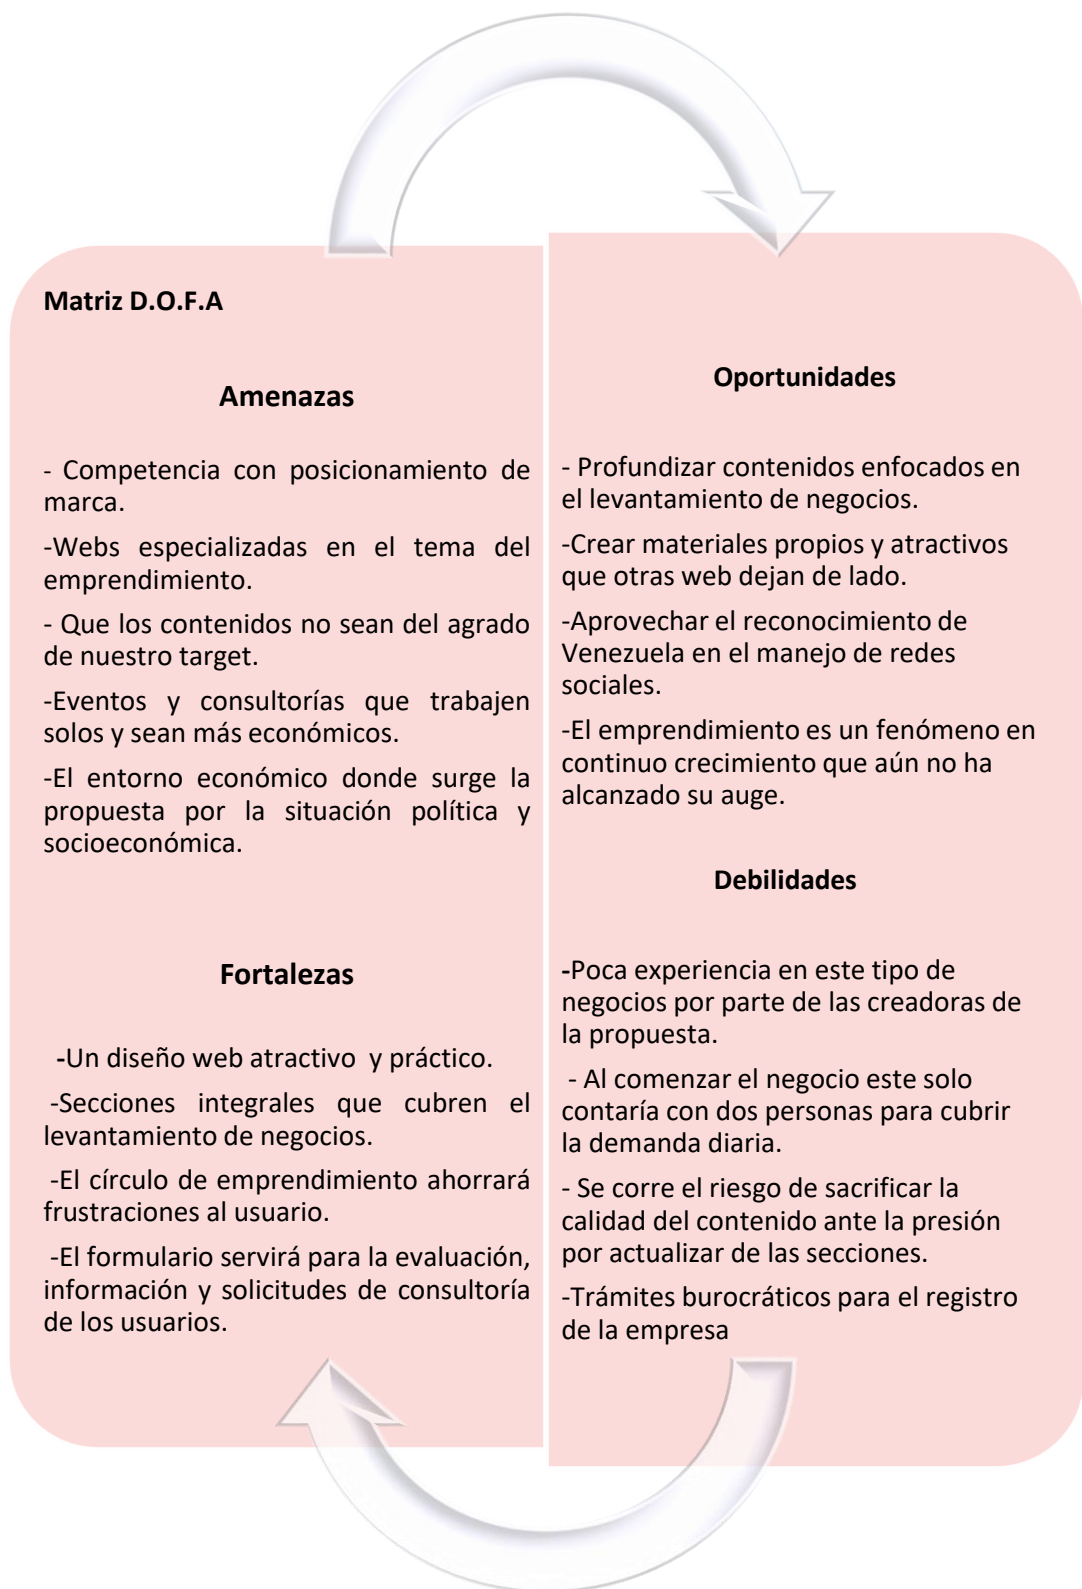 Matriz D.O.F.A
Amenazas
- Competencia con posicionamiento de
marca.
-Webs especializadas en el tema del
emprendimiento.
- Que los contenidos no sean del agrado
de nuestro target.
-Eventos y consultorías que trabajen
solos y sean más económicos.
-El entorno económico donde surge la
propuesta por la situación política y
socioeconómica.
Fortalezas
-Un diseño web atractivo y práctico.
-Secciones integrales que cubren el
levantamiento de negocios.
-El círculo de emprendimiento ahorrará
frustraciones al usuario.
-El formulario servirá para la evaluación,
información y solicitudes de consultoría
de los usuarios.
Oportunidades
- Profundizar contenidos enfocados en
el levantamiento de negocios.
-Crear materiales propios y atractivos
que otras web dejan de lado.
-Aprovechar el reconocimiento de
Venezuela en el manejo de redes
sociales.
-El emprendimiento es un fenómeno en
continuo crecimiento que aún no ha
alcanzado su auge.
Debilidades
-Poca experiencia en este tipo de
negocios por parte de las creadoras de
la propuesta.
- Al comenzar el negocio este solo
contaría con dos personas para cubrir
la demanda diaria.
- Se corre el riesgo de sacrificar la
calidad del contenido ante la presión
por actualizar de las secciones.
-Trámites burocráticos para el registro
de la empresa